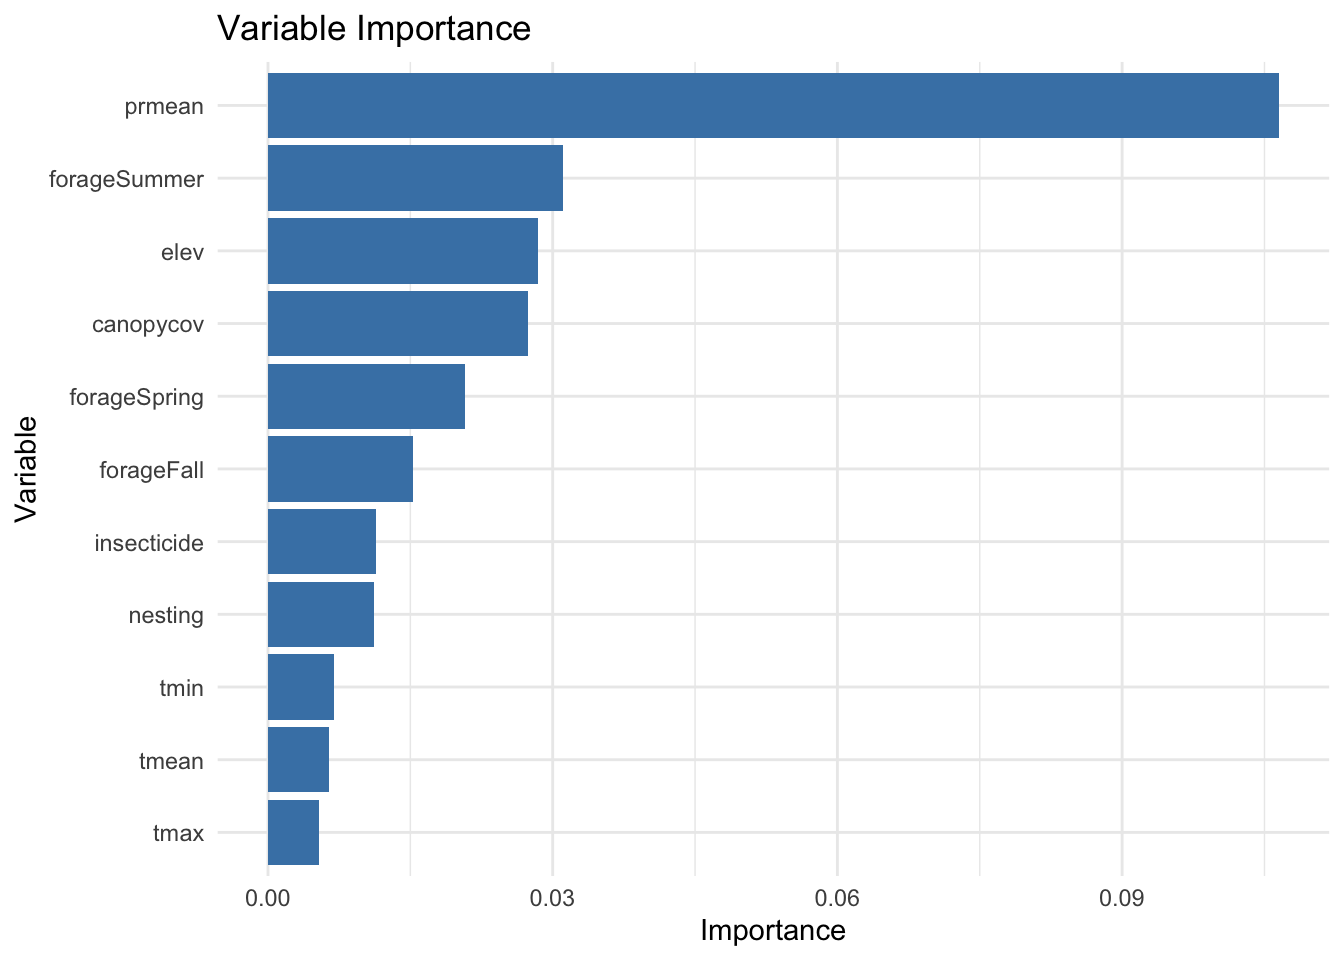 Variable Importance
prmean
forageSummer
elev
canopycov
forageSpring
forageFall
insecticide
nesting
tmin
tmean
tmax
Variable
0.00 0.03 0.06 0.09
Importance